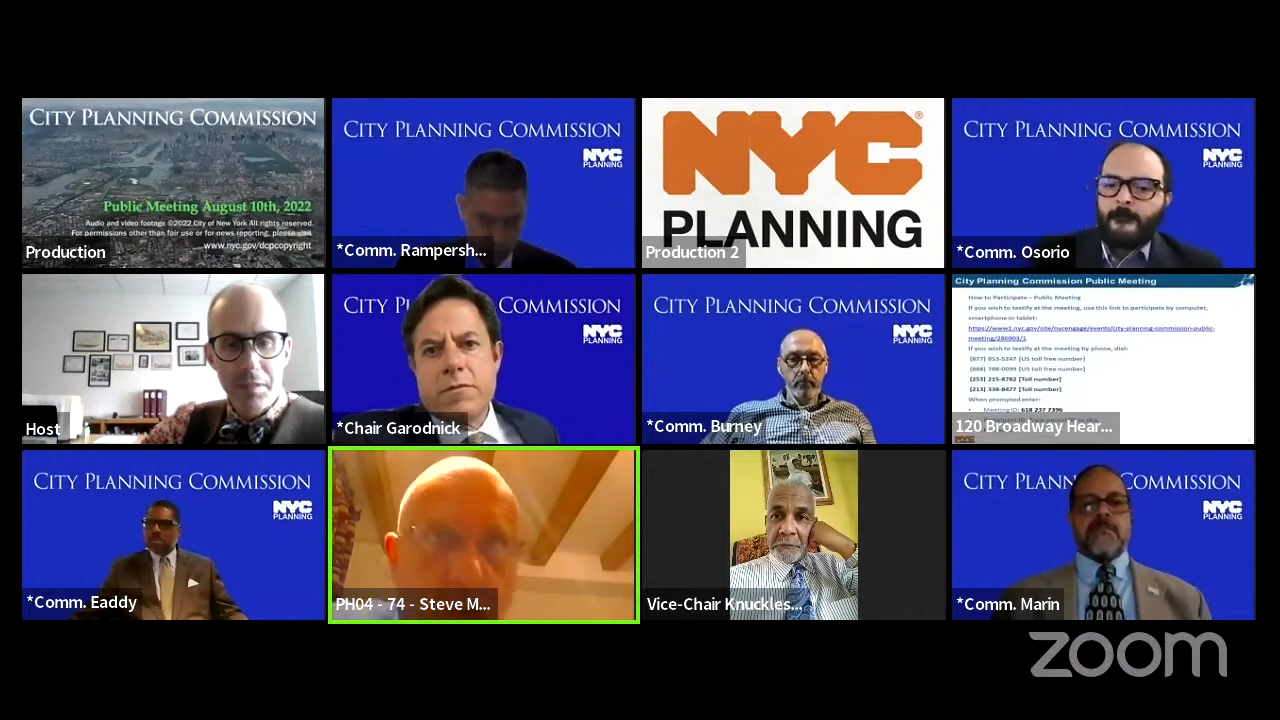 CITY PLANNING COMMISSION
Public Meeting August 10th, 2022
Audio and video footage ©2022 City of New York All rights reserved.
For permissions other than fair use or for news reporting, please visit
www.nyc.gov/dcpcopyright
Production
CITY PLANNING COMMISSION
NYC
PLANNING
*Comm. Rampersh...
NYC®
PLANNING
Production 2
CITY PLANNING COMMISSION
NYC
PLANNING
*Comm. Osorio
Host
CITY P COMMISSION
NYC
PLANNING
*Chair Garodnick
CITY PLANNING COMMISSION
NYC
PLANNING
*Comm. Burney
City Planning Commission Public Meeting
How to Participate – Public Meeting
If you wish to testify at the meeting, use this link to participate by computer,
smartphone or tablet:
https://www1.nyc.gov/site/nycengage/events/city-planning-commission-public-
meeting/286903/1
If you wish to testify at the meeting by phone, dial:
(877) 853-5247 [US toll free number]
(888) 788-0099 [US toll free number]
(253) 215-8782 [Toll number]
(213) 338-8477 [Toll number]
When prompted enter:
• Meeting ID: 618 237 7396
120 Broadway Hear...
NYC
CITY PLANNING COMMISSION
NYC
PLANNING
*Comm. Eaddy
PH04 - 74 - Steve M...
Vice-Chair Knuckles...
CITY PLANN COMMISSION
NYC
PLANNING
*Comm. Marin
zoom